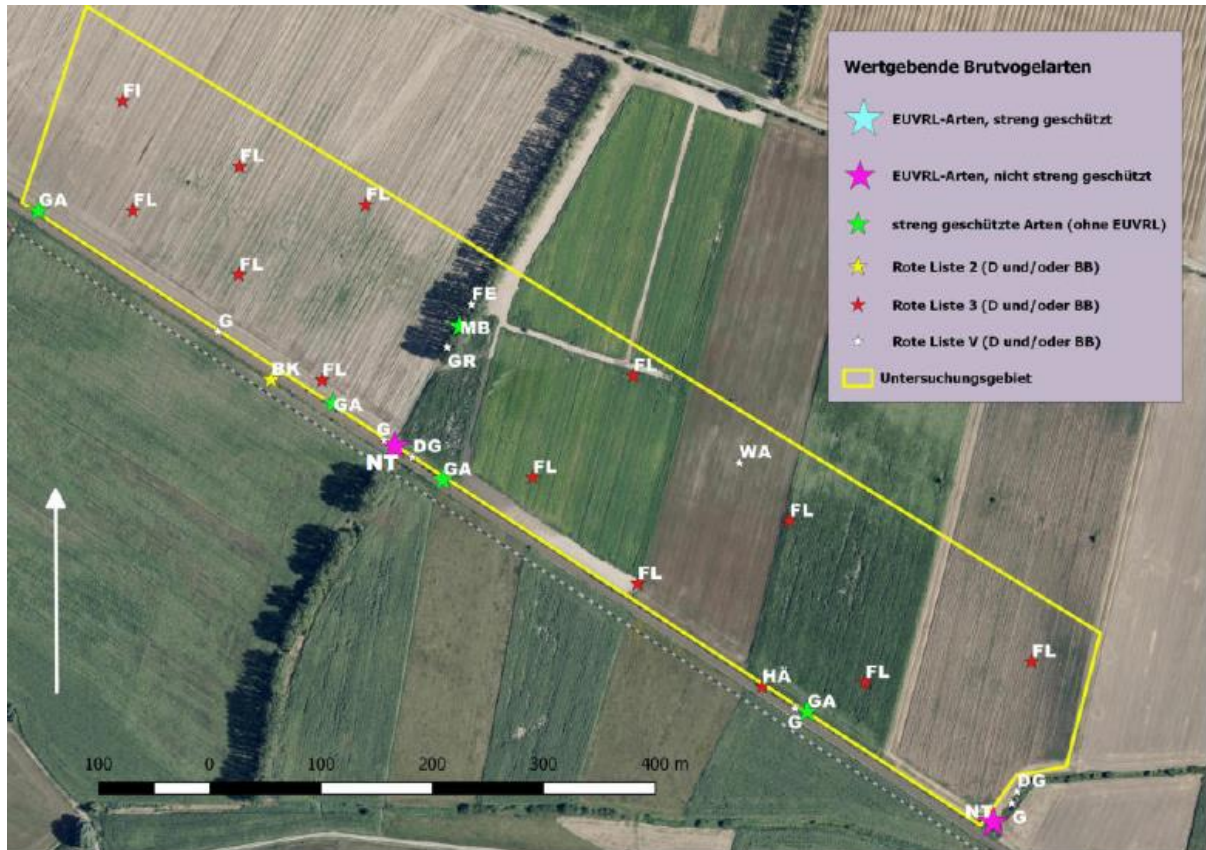 Wertgebende Brutvogelarten
EUVRL-Arten, streng geschützt
EUVRL-Arten, nicht streng geschützt
streng geschützte Arten (ohne EUVRL)
Rote Liste 2 (D und/oder BB)
Rote Liste 3 (D und/oder BB)
Rote Liste V (D und/oder BB)
Untersuchungsgebiet
FI
FL
GA
FL
FL
FL
FE
MB
G
GR
BK
FL
FL
GA
G
DG
NT
GA
FL
WA
FL
FL
FL
FL
HÄ
GA
G
DG
NT
G
100 0 100 200 300 400 m